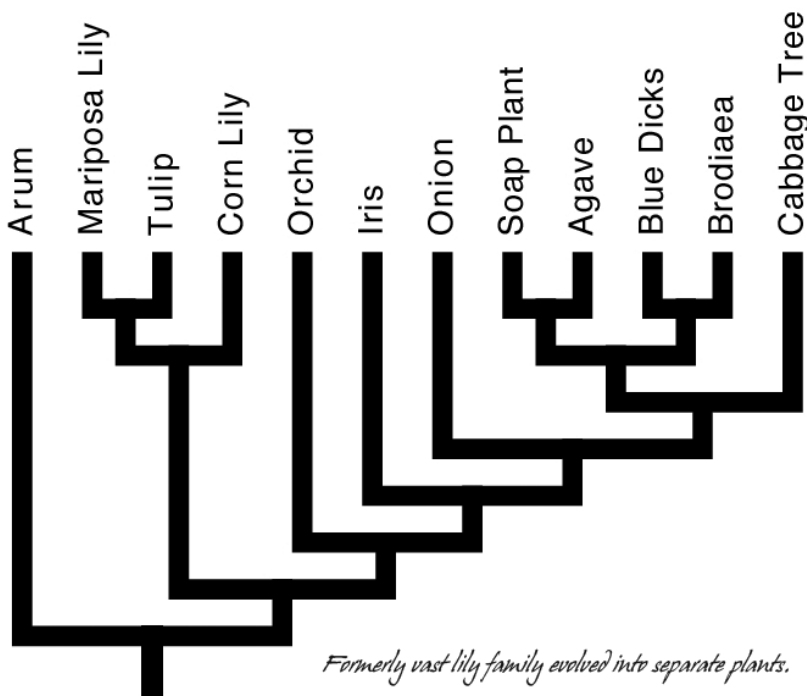 Arum
Mariposa Lily
Tulip
Corn Lily
Orchid
Iris
Onion
Soap Plant
Agave
Blue Dicks
Brodiaea
Cabbage Tree
Formerly vast lily family evolved into separate plants.